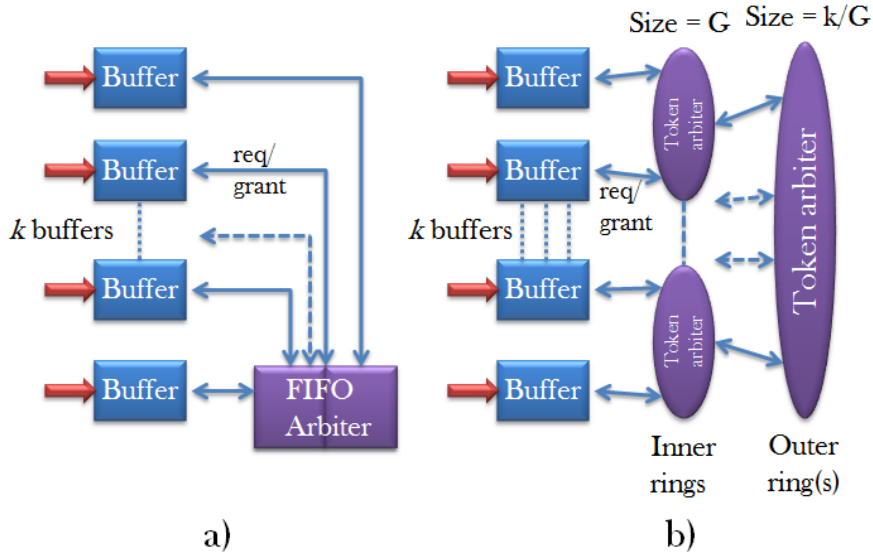 Size = G
Size = k/G
Buffer
Buffer
req/
grant
k buffers
Buffer
Buffer
FIFO
Arbiter
a)
Buffer
Token
arbiter
Buffer
req/
grant
k buffers
Token arbiter
Buffer
Token
arbiter
Buffer
Inner
rings
Outer
ring(s)
b)